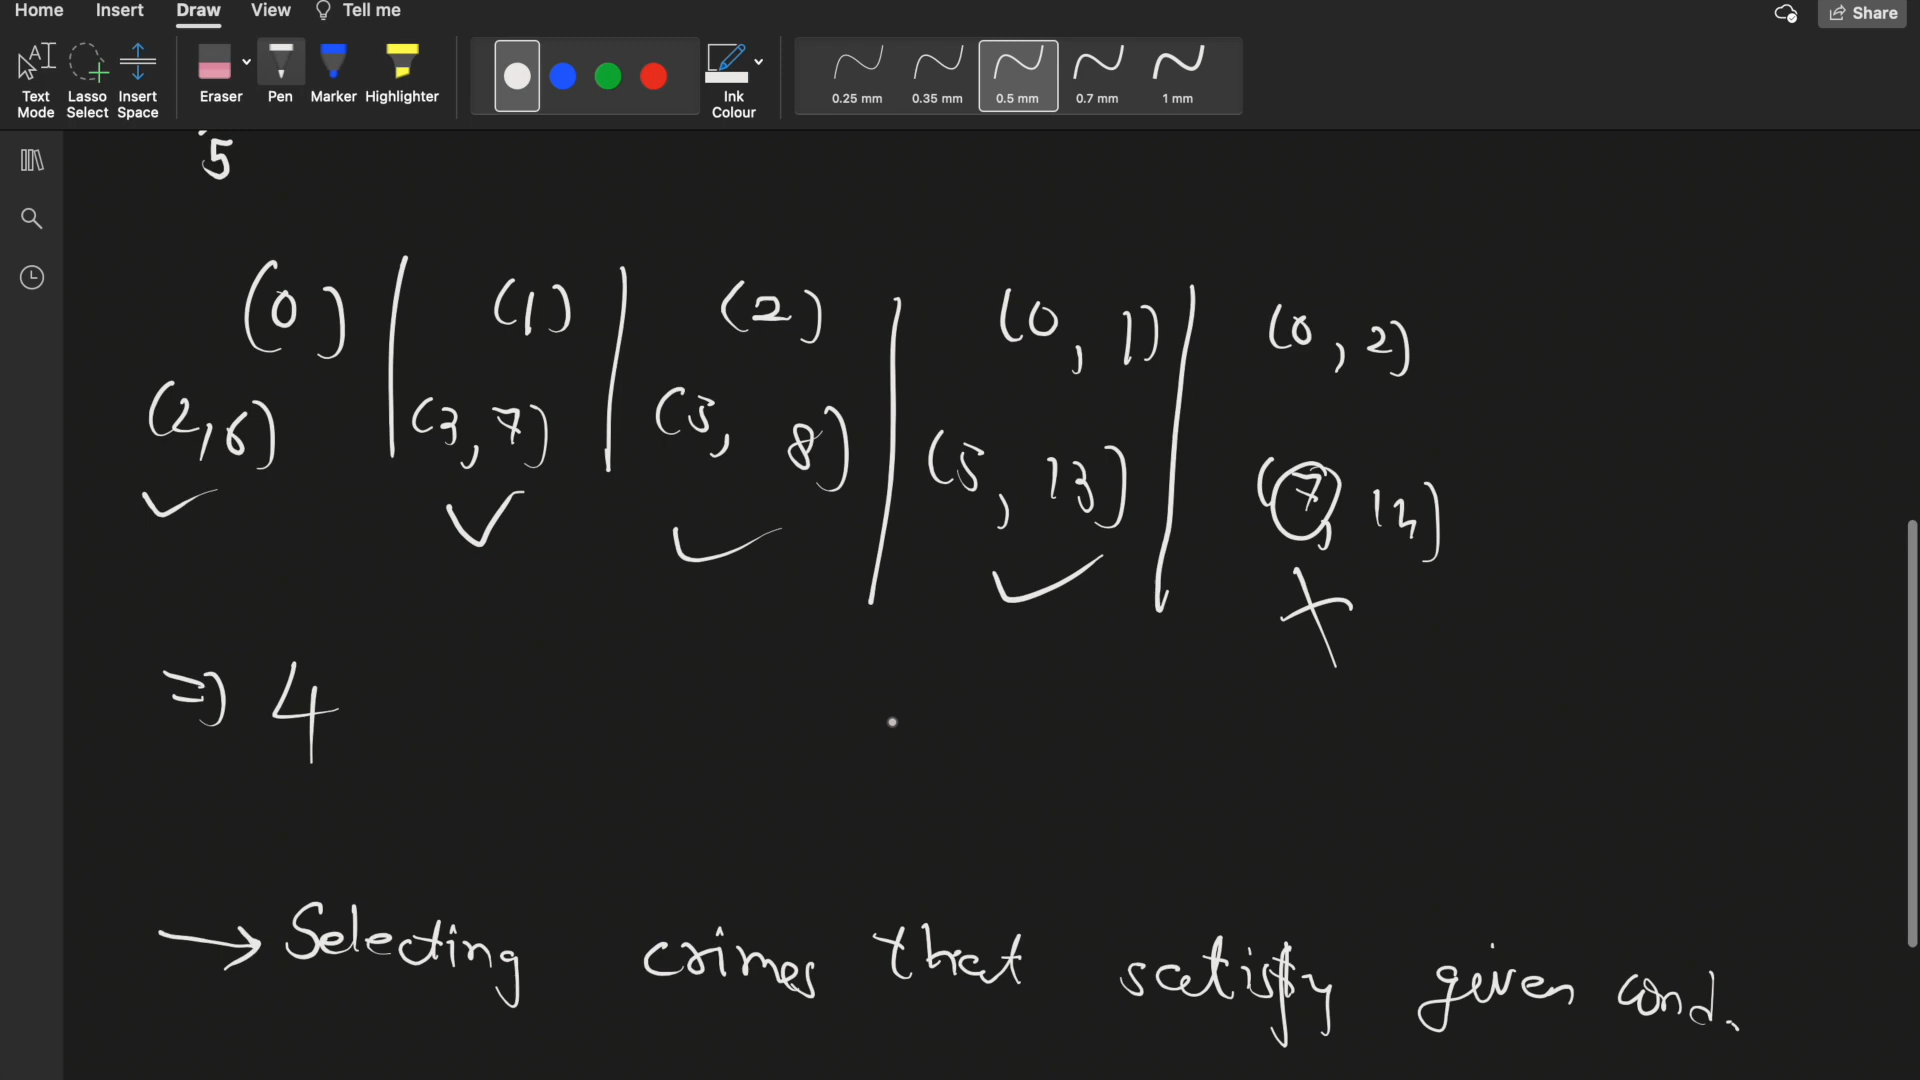 Home Insert Draw View Tell me Share
Text Mode Lasso Select Insert Space Eraser Pen Marker Highlighter Ink Colour 0.25 mm 0.35 mm 0.5 mm 0.7 mm 1 mm
5
(0) (1) (2) (0, 1) (0, 2)
(2,6) (3,7) (5, 8) (5, 13)
=> 4
→ Selecting crimes that satisfy given cond.